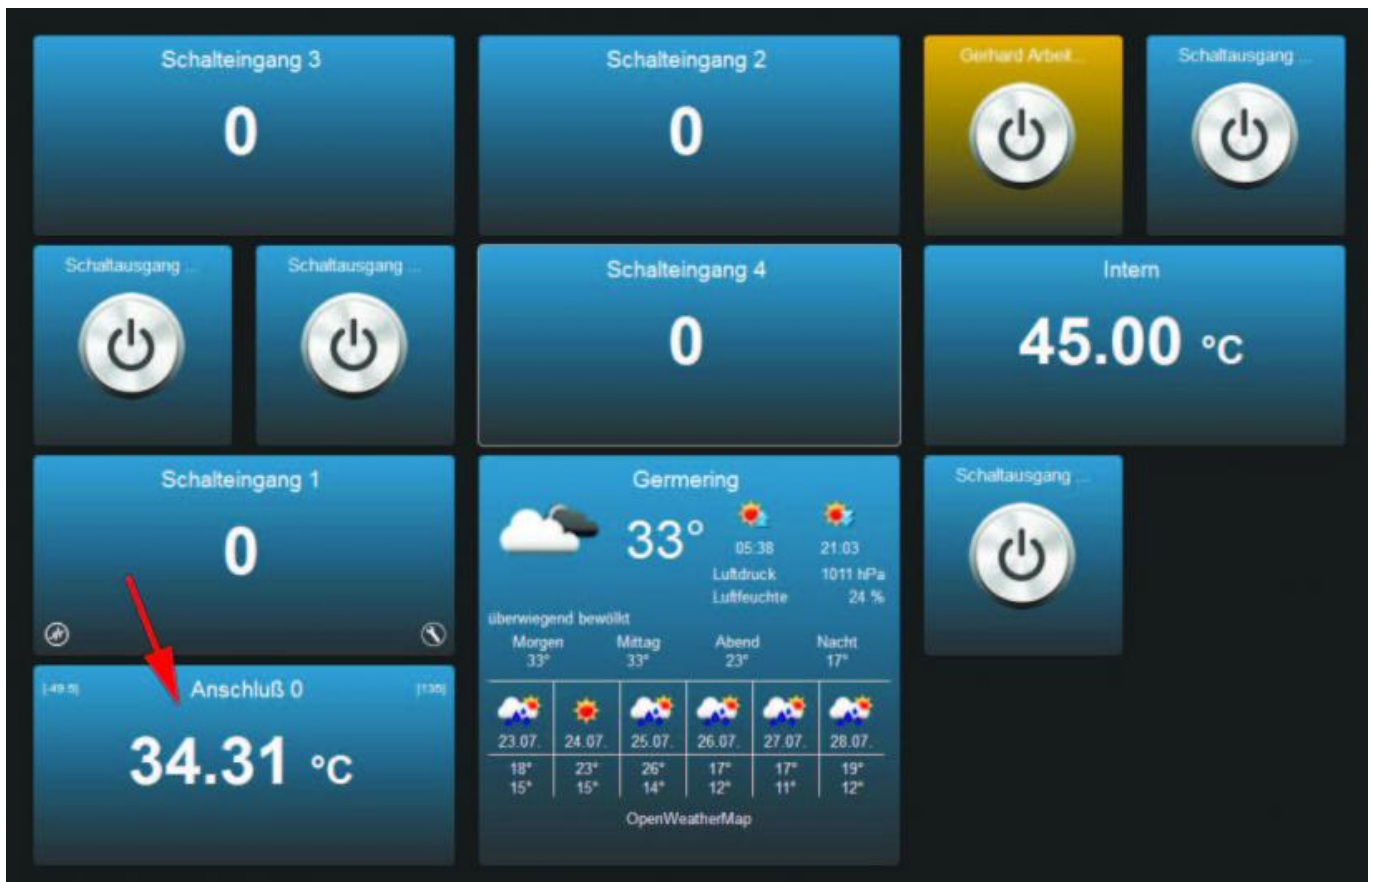 Schalteingang 3
0
Schalteingang 2
0
Gerhard Arbeit...
Schaltausgang ...
Schaltausgang ...
Schaltausgang ...
Schalteingang 4
0
Intern
45.00 °C
Schalteingang 1
0
Germering
33°
05:38 21:03
Luftdruck 1011 hPa
Luftfeuchte 24 %
überwiegend bewölkt
Morgen Mittag Abend Nacht
33° 33° 23° 17°
23.07. 24.07. 25.07. 26.07. 27.07. 28.07.
18° 23° 26° 17° 17° 19°
15° 15° 14° 12° 11° 12°
OpenWeatherMap
Schaltausgang ...
[-49.5] Anschluß 0 [135]
34.31 °C